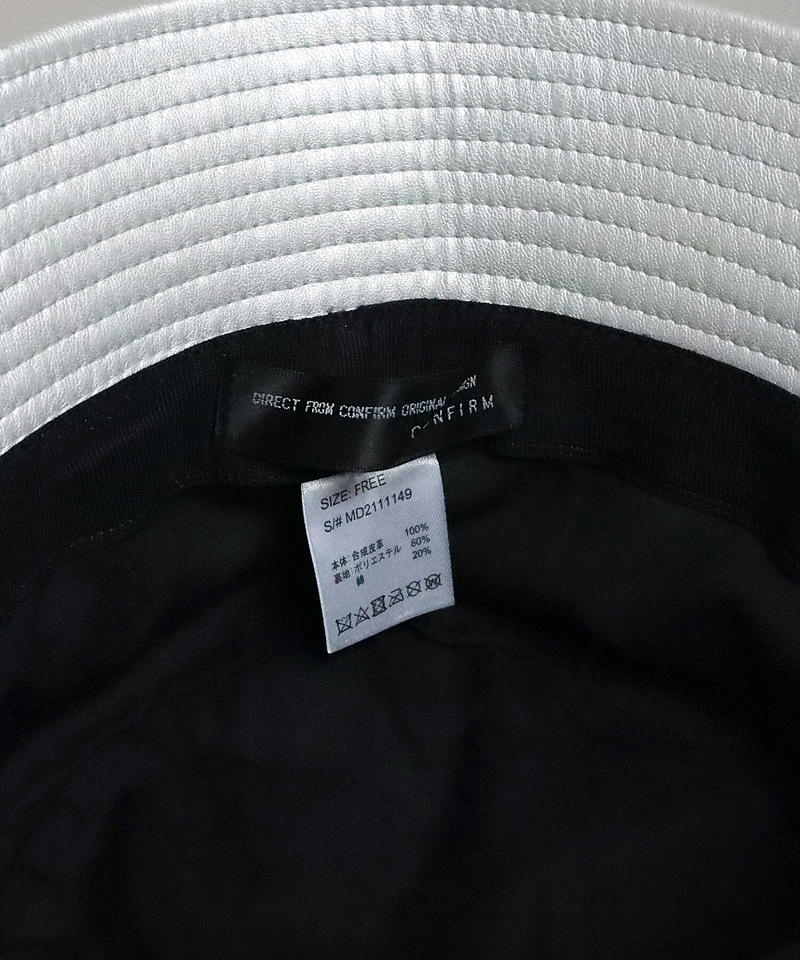 DIRECT FROM CONFIRM ORIGINAL
SIZE: FREE
S/# MD2111149
本体: 合成皮革 100%
裏地: ポリエステル 80%
綿 20%